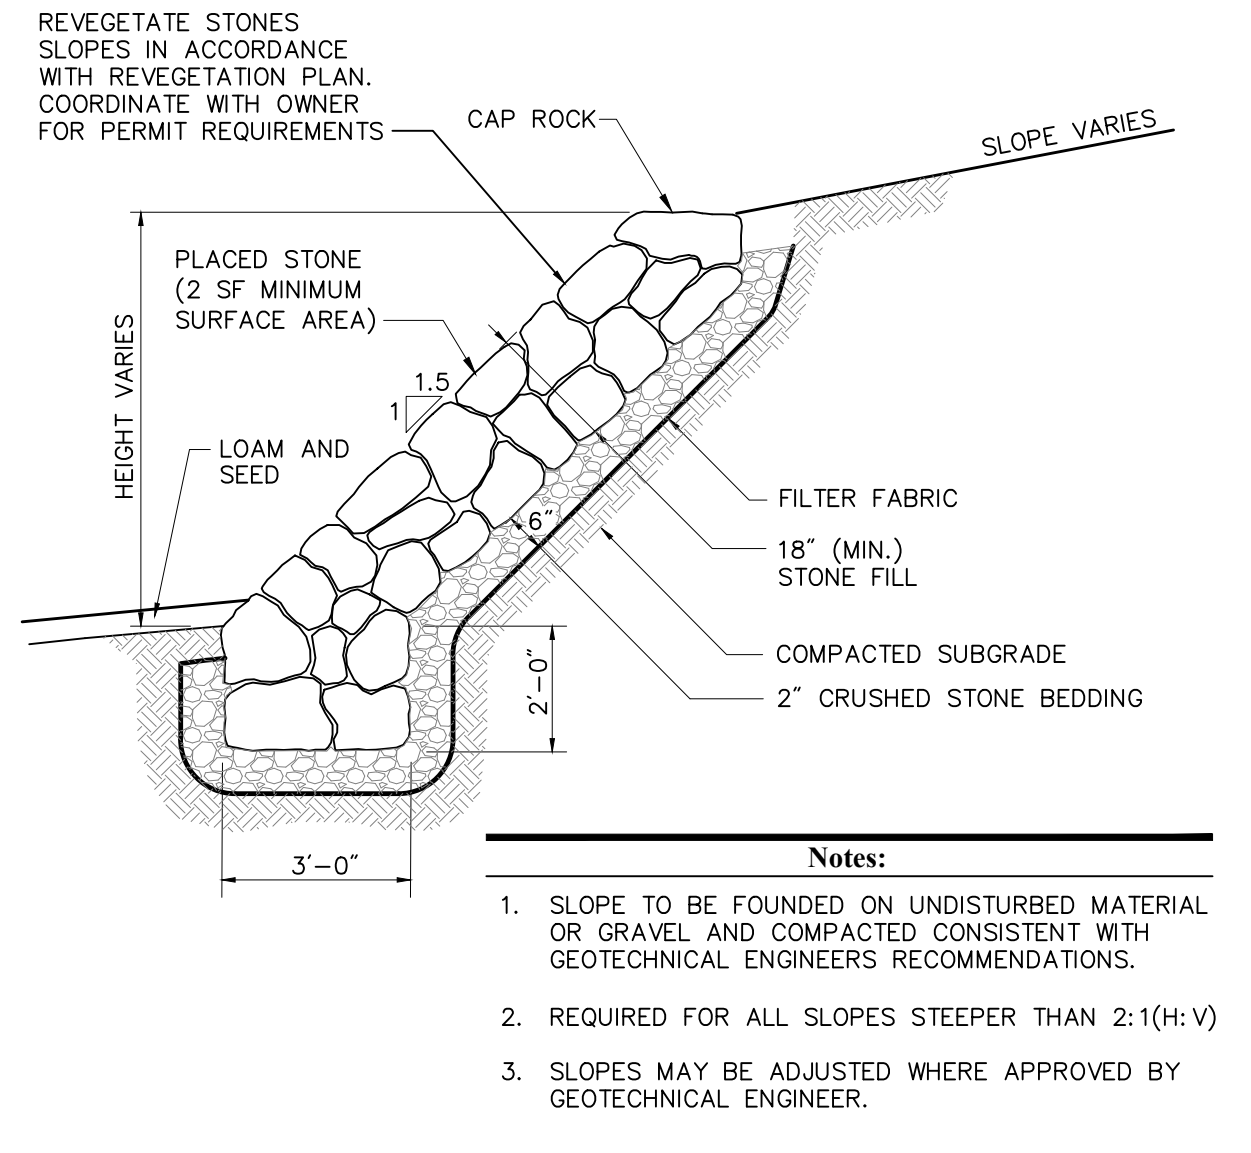 REVEGETATE STONES
SLOPES IN ACCORDANCE
WITH REVEGETATION PLAN.
COORDINATE WITH OWNER
FOR PERMIT REQUIREMENTS
CAP ROCK
SLOPE VARIES
PLACED STONE
(2 SF MINIMUM
SURFACE AREA)
HEIGHT VARIES
1.5
1
LOAM AND
SEED
6"
FILTER FABRIC
18" (MIN.)
STONE FILL
COMPACTED SUBGRADE
2" CRUSHED STONE BEDDING
2'-0"
3'-0"
Notes:
1. SLOPE TO BE FOUNDED ON UNDISTURBED MATERIAL
OR GRAVEL AND COMPACTED CONSISTENT WITH
GEOTECHNICAL ENGINEERS RECOMMENDATIONS.
2. REQUIRED FOR ALL SLOPES STEEPER THAN 2:1(H:V)
3. SLOPES MAY BE ADJUSTED WHERE APPROVED BY
GEOTECHNICAL ENGINEER.